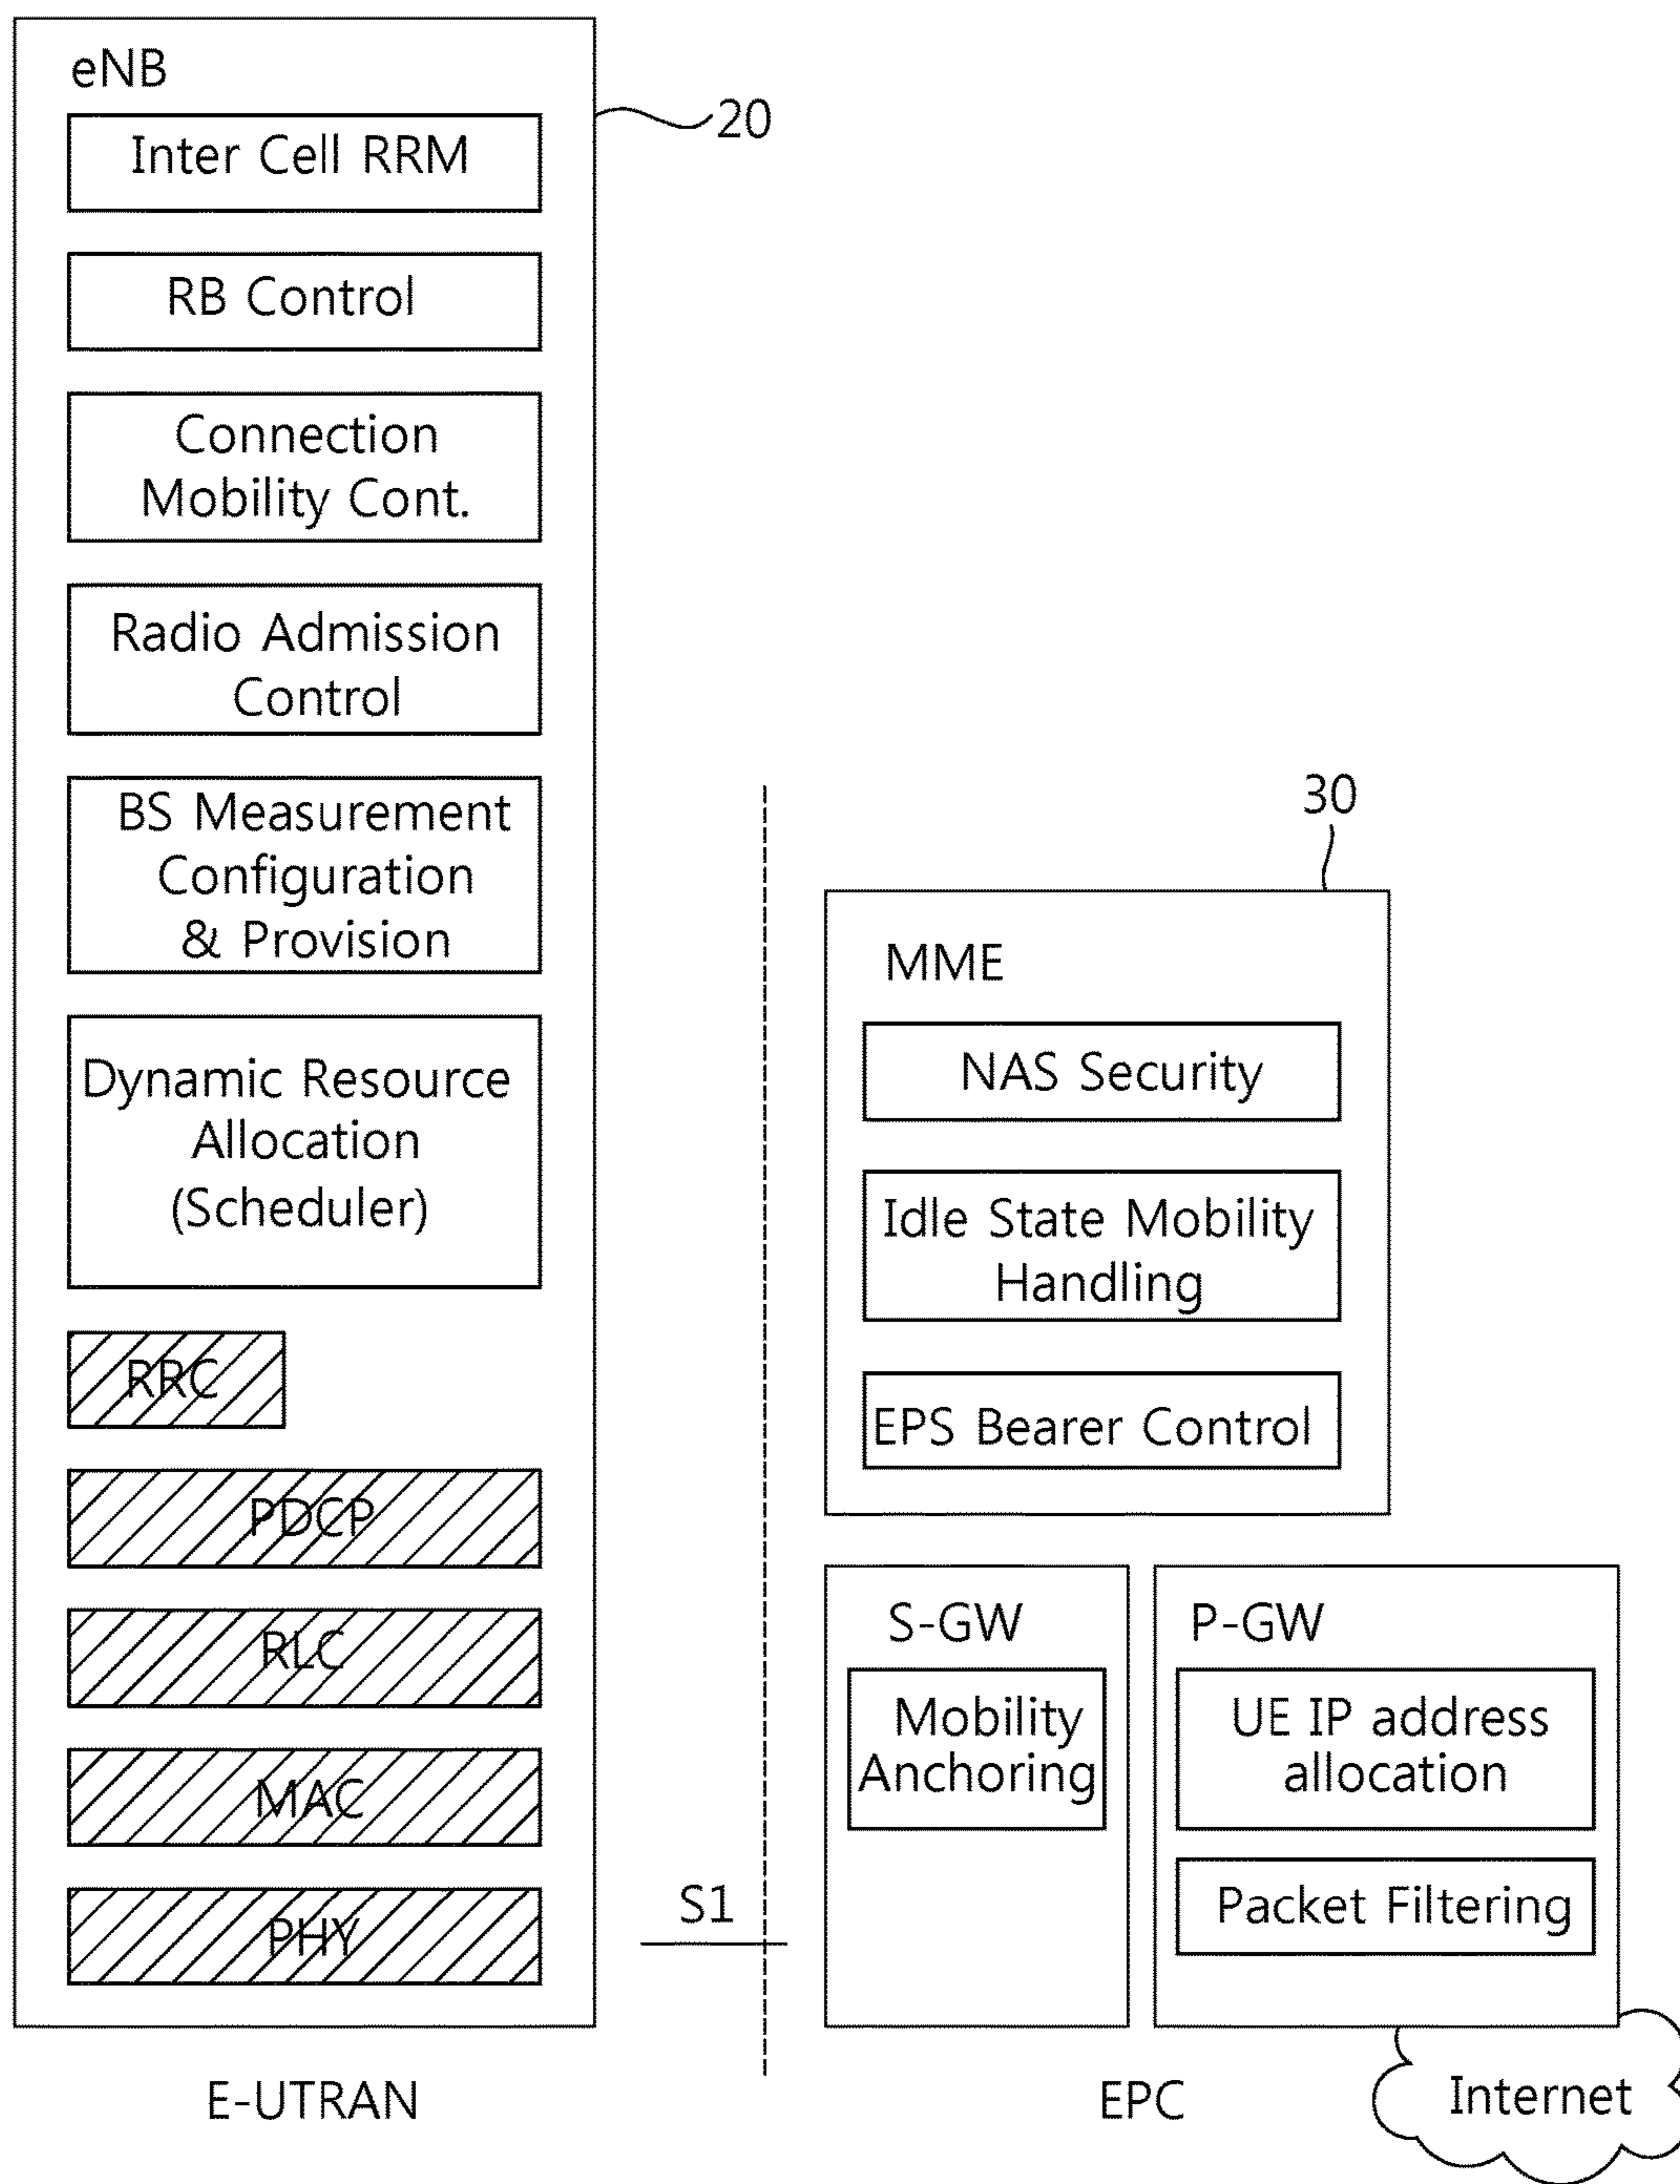 eNB
20
Inter Cell RRM
RB Control
Connection
Mobility Cont.
Radio Admission
Control
BS Measurement
Configuration
& Provision
Dynamic Resource
Allocation
(Scheduler)
RRC
PDCP
RLC
MAC
PHY
E-UTRAN
S1
30
MME
NAS Security
Idle State Mobility
Handling
EPS Bearer Control
S-GW
Mobility
Anchoring
P-GW
UE IP address
allocation
Packet Filtering
EPC
Internet